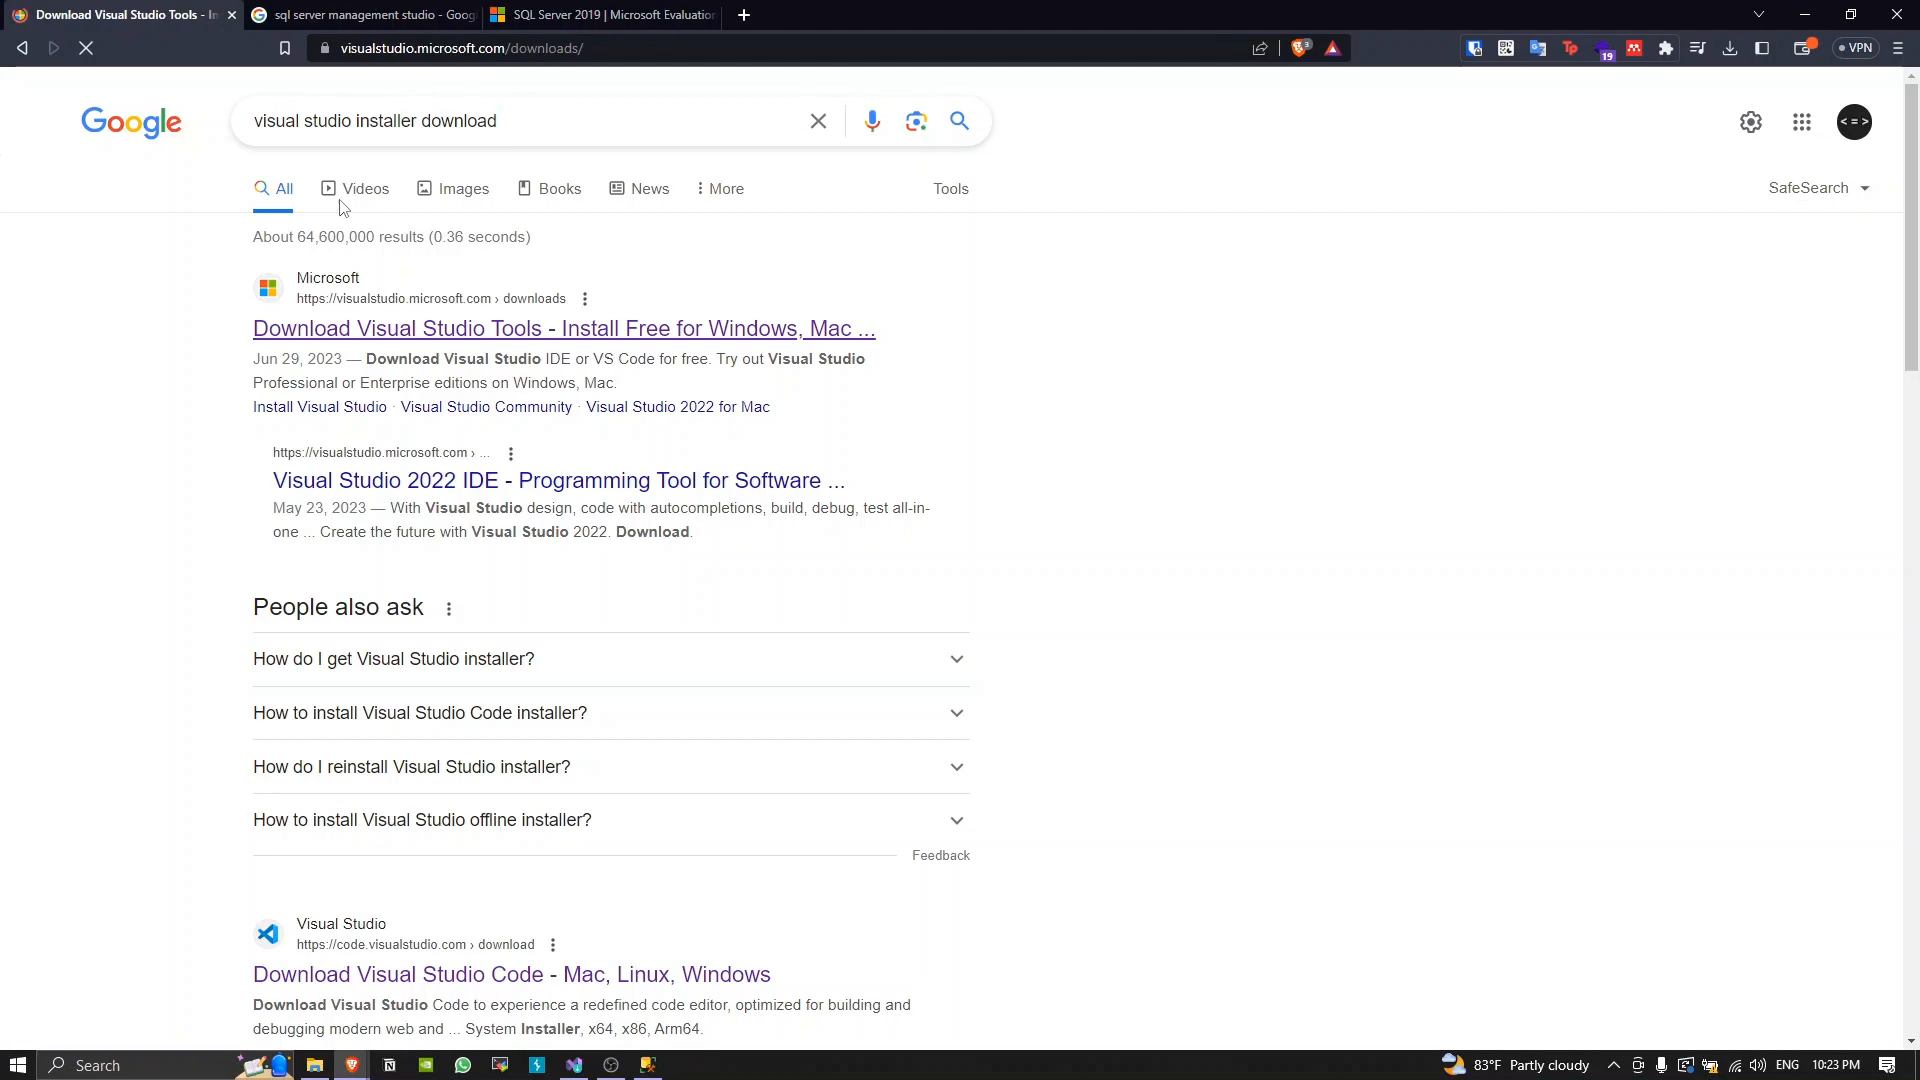 Download Visual Studio Tools - In
sql server management studio - Goog
SQL Server 2019 | Microsoft Evaluation
visualstudio.microsoft.com/downloads/
3
Tp
19
VPN
Google
visual studio installer download
< = >
All
Videos
Images
Books
News
More
Tools
SafeSearch
About 64,600,000 results (0.36 seconds)
Microsoft
https://visualstudio.microsoft.com › downloads
Download Visual Studio Tools - Install Free for Windows, Mac ...
Jun 29, 2023 — Download Visual Studio IDE or VS Code for free. Try out Visual Studio
Professional or Enterprise editions on Windows, Mac.
Install Visual Studio · Visual Studio Community · Visual Studio 2022 for Mac
https://visualstudio.microsoft.com › ...
Visual Studio 2022 IDE - Programming Tool for Software ...
May 23, 2023 — With Visual Studio design, code with autocompletions, build, debug, test all-in-
one ... Create the future with Visual Studio 2022. Download.
People also ask
How do I get Visual Studio installer?
How to install Visual Studio Code installer?
How do I reinstall Visual Studio installer?
How to install Visual Studio offline installer?
Feedback
Visual Studio
https://code.visualstudio.com › download
Download Visual Studio Code - Mac, Linux, Windows
Download Visual Studio Code to experience a redefined code editor, optimized for building and
debugging modern web and ... System Installer, x64, x86, Arm64.
Search
83°F Partly cloudy
ENG
10:23 PM